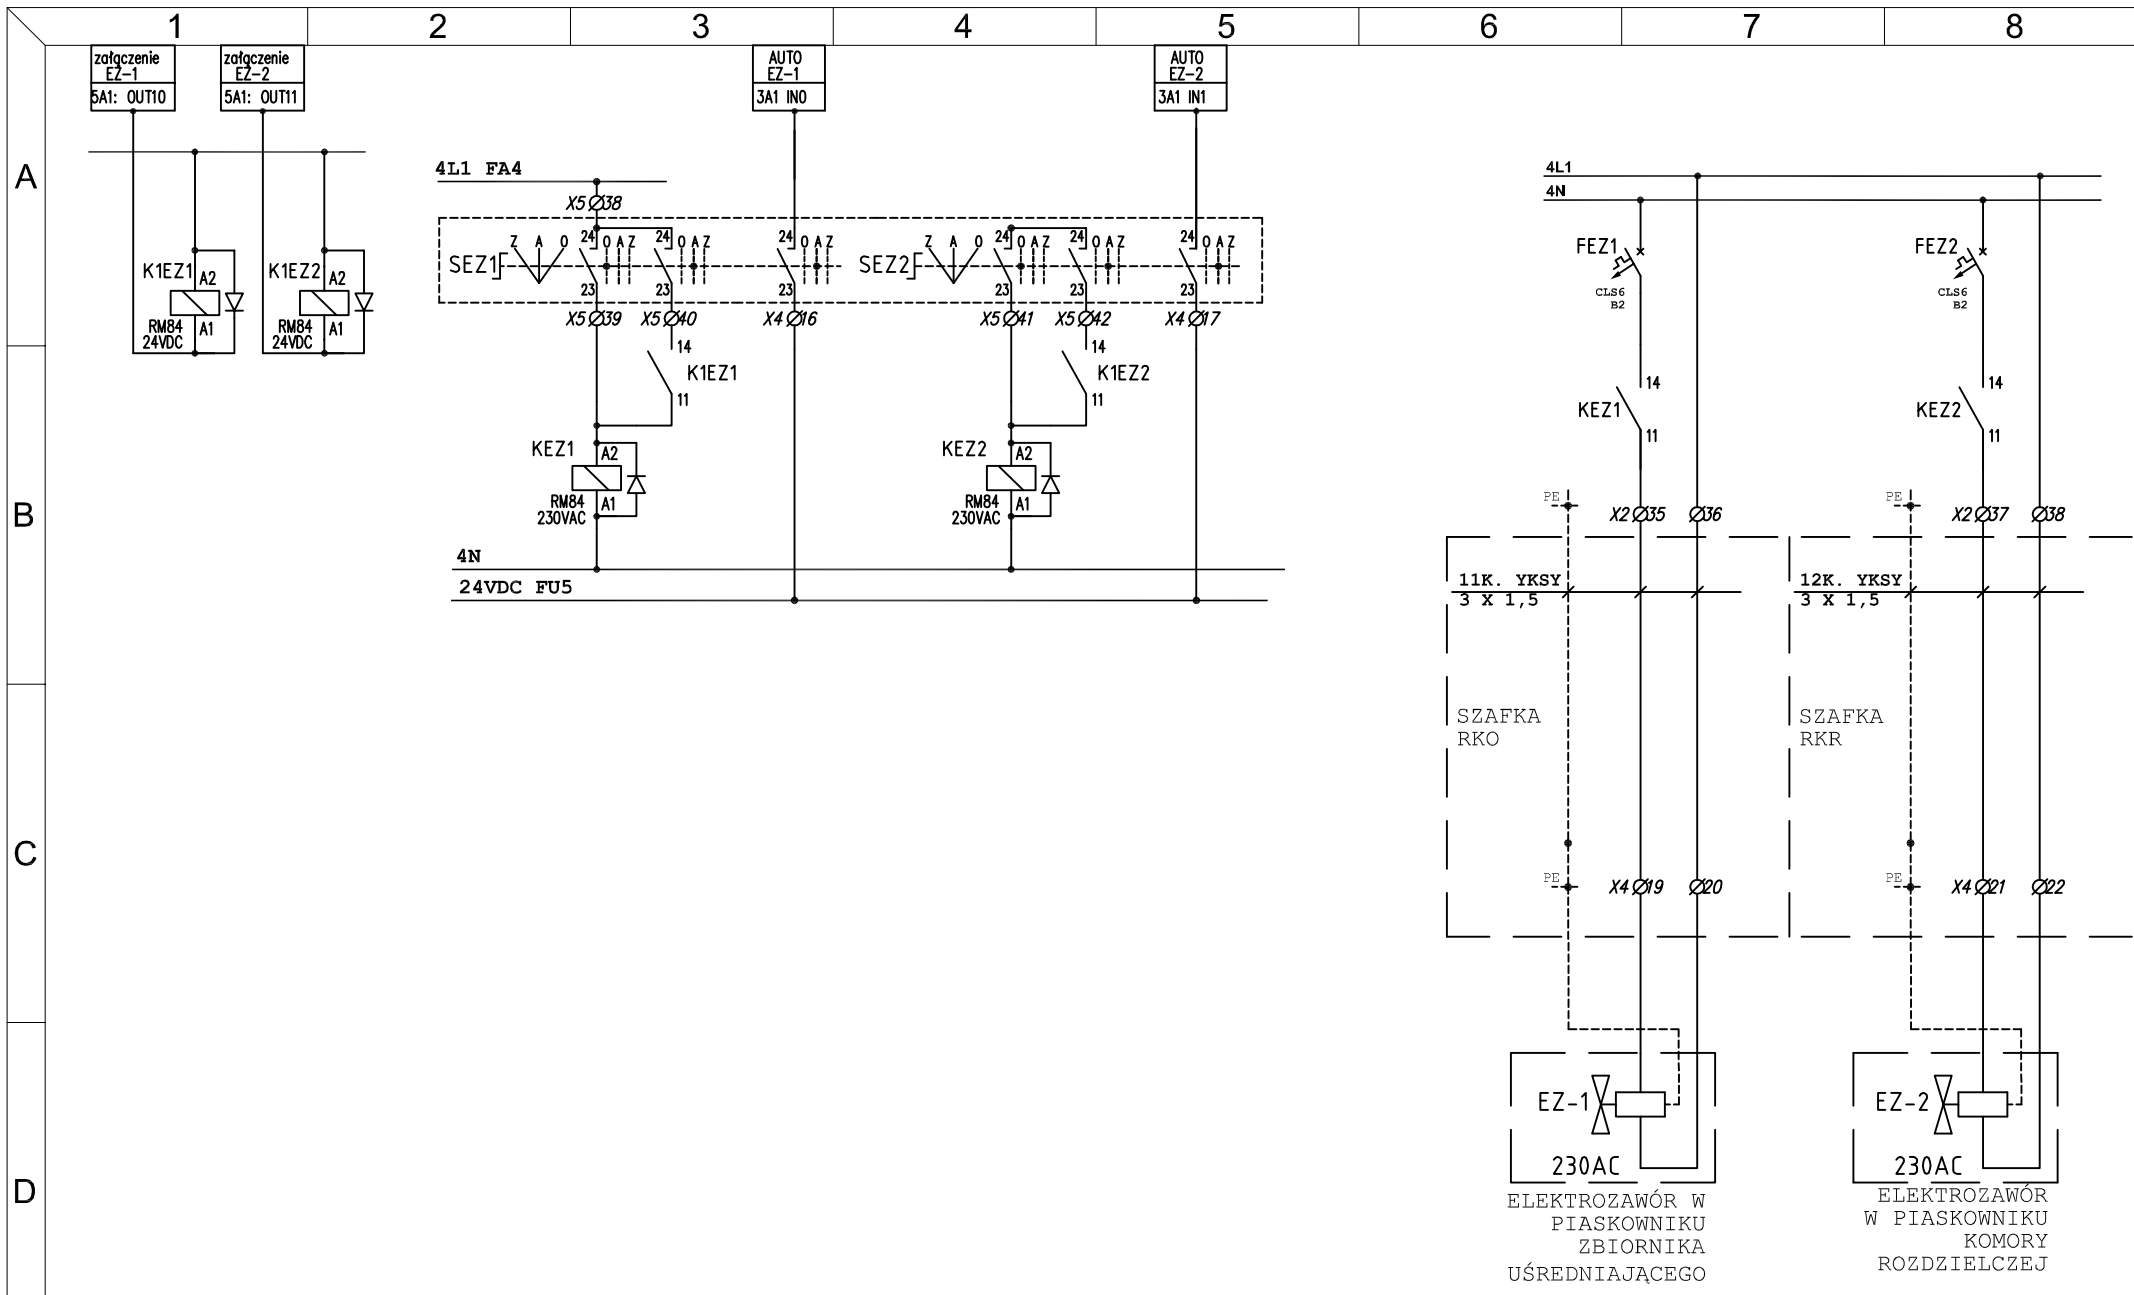 1 2 3 4 5 6 7 8
A
B
C
D
załączenie
EZ-1
5A1: OUT10
załączenie
EZ-2
5A1: OUT11
AUTO
EZ-1
3A1 IN0
AUTO
EZ-2
3A1 IN1
K1EZ1
A2
RM84
24VDC
A1
K1EZ2
A2
RM84
24VDC
A1
4L1 FA4
X5 38
SEZ1
Z A 0
24 0 A Z
23
24 0 A Z
23
24 0 A Z
23
SEZ2
Z A 0
24 0 A Z
23
24 0 A Z
23
24 0 A Z
23
X5 39
X5 40
X4 16
X5 41
X5 42
X4 17
14
K1EZ1
11
14
K1EZ2
11
KEZ1
A2
RM84
230VAC
A1
KEZ2
A2
RM84
230VAC
A1
4N
24VDC FU5
4L1
4N
FEZ1
CLS6
B2
FEZ2
CLS6
B2
14
KEZ1
11
14
KEZ2
11
PE
X2 35
36
PE
X2 37
38
11K. YKSY
3 X 1,5
12K. YKSY
3 X 1,5
SZAFKA
RKO
SZAFKA
RKR
PE
X4 19
20
PE
X4 21
22
EZ-1
230AC
EZ-2
230AC
ELEKTROZAWÓR W
PIASKOWNIKU
ZBIORNIKA
UŚREDNIAJĄCEGO
ELEKTROZAWÓR
W PIASKOWNIKU
KOMORY
ROZDZIELCZEJ